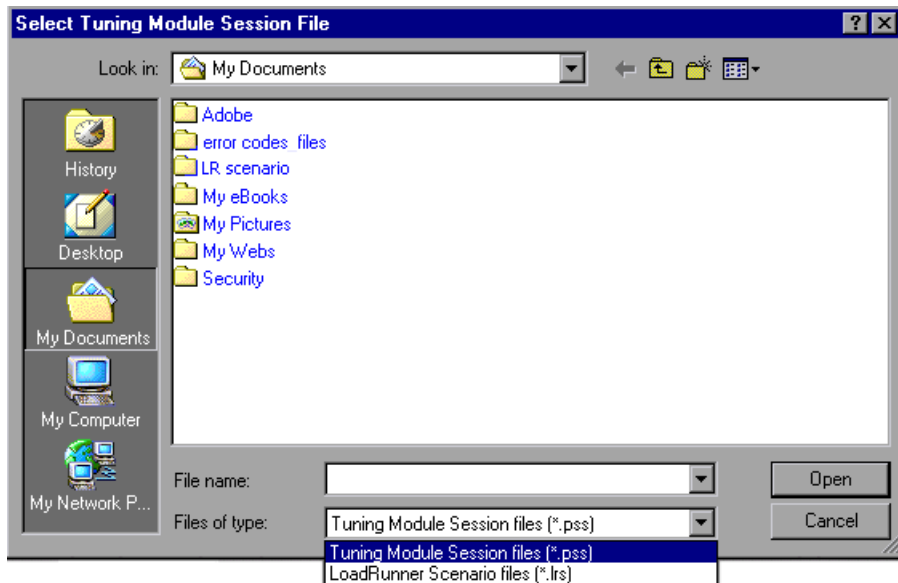 Select Tuning Module Session File
Look in: My Documents
History
Desktop
My Documents
My Computer
My Network P...
Adobe
error codes_files
LR scenario
My eBooks
My Pictures
My Webs
Security
File name:
Open
Files of type: Tuning Module Session files (*.pss)
Cancel
Tuning Module Session files (*.pss)
LoadRunner Scenario files (*.lrs)